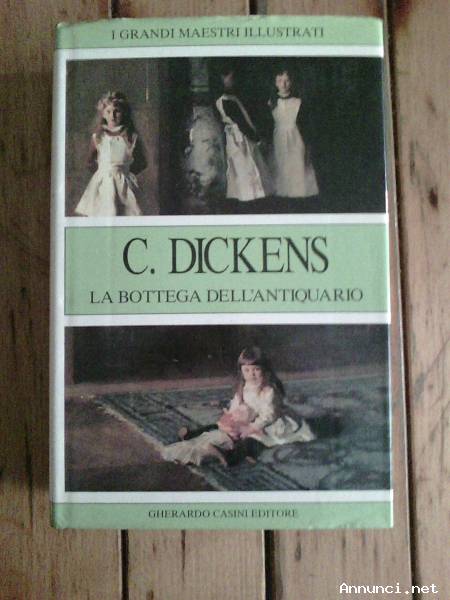 I GRANDI MAESTRI ILLUSTRATI
C. DICKENS
LA BOTTEGA DELL'ANTIQUARIO
GHERARDO CASINI EDITORE
Annunci.net